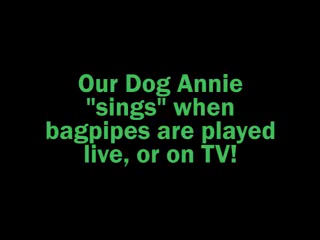 Our Dog Annie
"sings" when
bagpipes are played
live, or on TV!